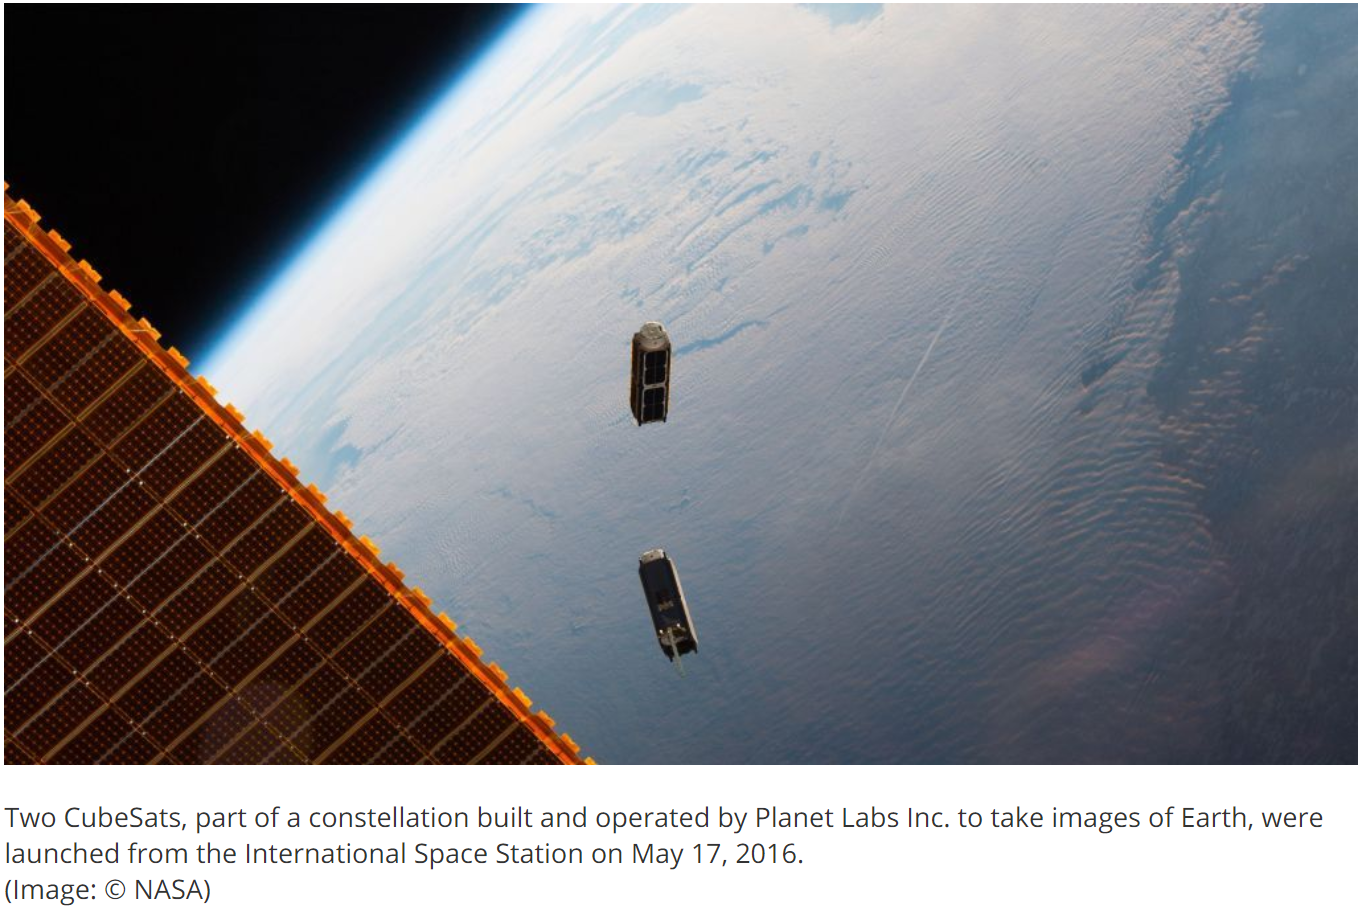 Two CubeSats, part of a constellation built and operated by Planet Labs Inc. to take images of Earth, were
launched from the International Space Station on May 17, 2016.
(Image: © NASA)